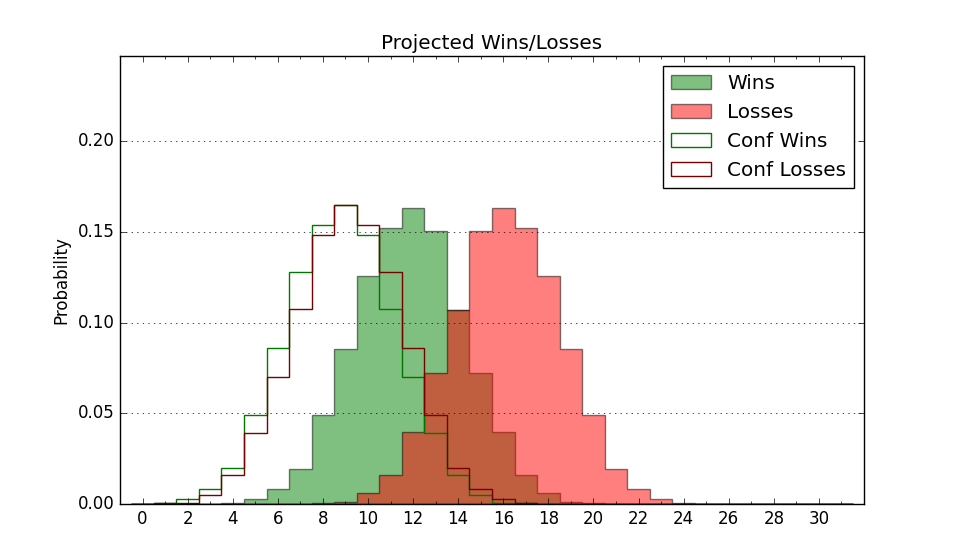 Projected Wins/Losses
Wins
Losses
Conf Wins
Conf Losses
Probability
0.20
0.15
0.10
0.05
0.00
0 2 4 6 8 10 12 14 16 18 20 22 24 26 28 30